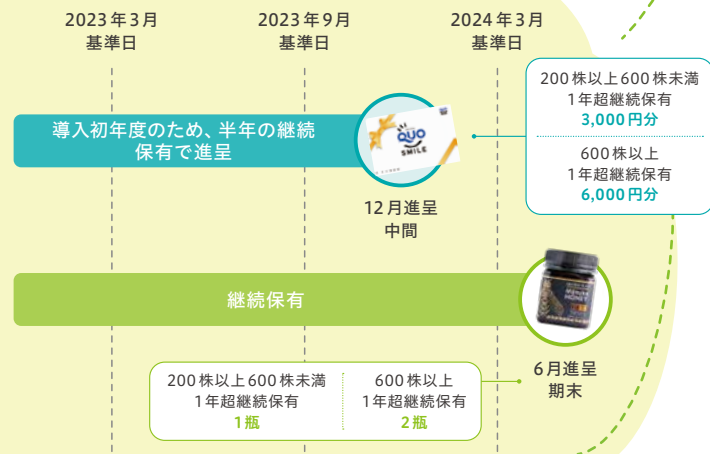 2023年3月
基準日
2023年9月
基準日
2024年3月
基準日
導入初年度のため、半年の継続
保有で進呈
QUO
SMILE
12月進呈
中間
200株以上600株未満
1年超継続保有
3,000円分
600株以上
1年超継続保有
6,000円分
継続保有
MANUKA
HONEY
6月進呈
期末
200株以上600株未満
1年超継続保有
1瓶
600株以上
1年超継続保有
2瓶